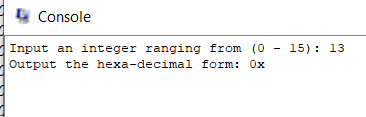 Console
Input an integer ranging from (0 - 15): 13
Output the hexa-decimal form: 0x